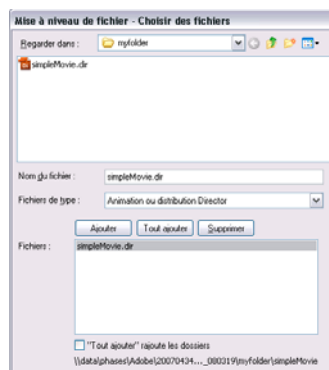 Mise à niveau de fichier - Choisir des fichiers
Regarder dans : myfolder
simpleMovie.dir
Nom du fichier : simpleMovie.dir
Fichiers de type : Animation ou distribution Director
Ajouter Tout ajouter Supprimer
Fichiers : simpleMovie.dir
"Tout ajouter" rajoute les dossiers
\\data\phases\Adobe\20070434..._080319\myfolder\simpleMovie